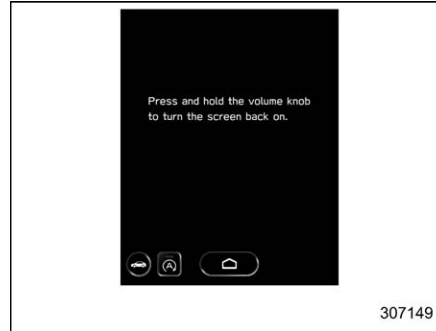 Press and hold the volume knob
to turn the screen back on.
A
307149